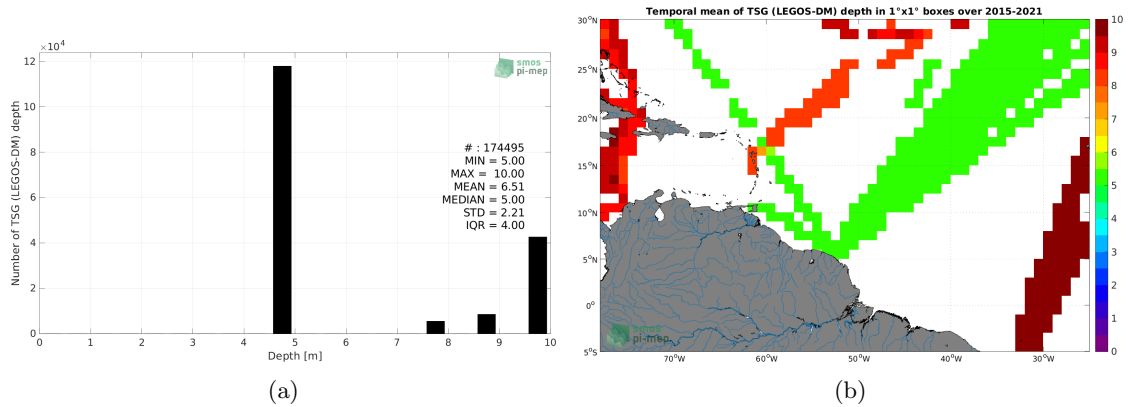 ×10⁴
12
10
8
6
4
2
0
Number of TSG (LEGOS-DM) depth
smos
pi-mep
# : 174495
MIN = 5.00
MAX = 10.00
MEAN = 6.51
MEDIAN = 5.00
STD = 2.21
IQR = 4.00
0 1 2 3 4 5 6 7 8 9 10
Depth [m]
(a)
Temporal mean of TSG (LEGOS-DM) depth in 1°x1° boxes over 2015-2021
30°N
25°N
20°N
15°N
10°N
5°N
0°
5°S
smos
pi-mep
70°W 60°W 50°W 40°W 30°W
10
9
8
7
6
5
4
3
2
1
0
(b)